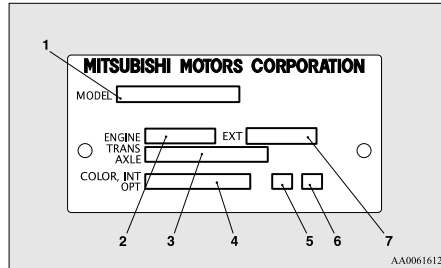 1
MITSUBISHI MOTORS CORPORATION
MODEL
ENGINE EXT
TRANS
AXLE
COLOR, INT
OPT
2 3 4 5 6 7
AA0061612